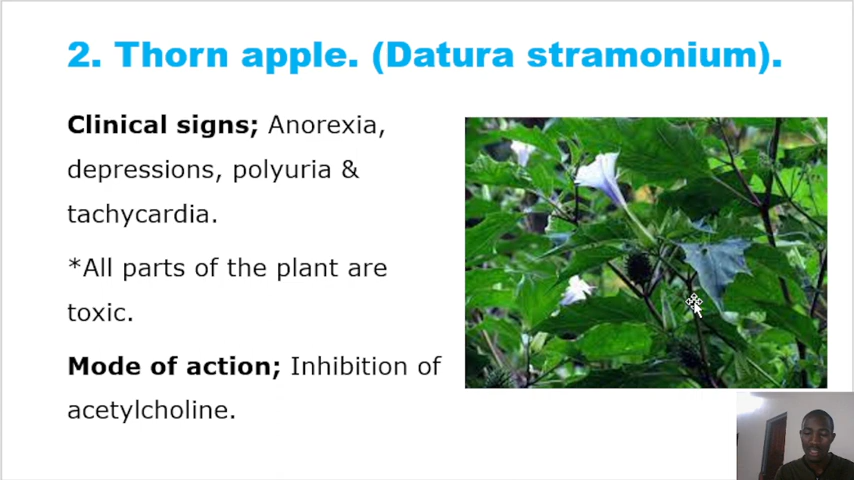 2. Thorn apple. (Datura stramonium).
Clinical signs; Anorexia,
depressions, polyuria &
tachycardia.
*All parts of the plant are
toxic.
Mode of action; Inhibition of
acetylcholine.